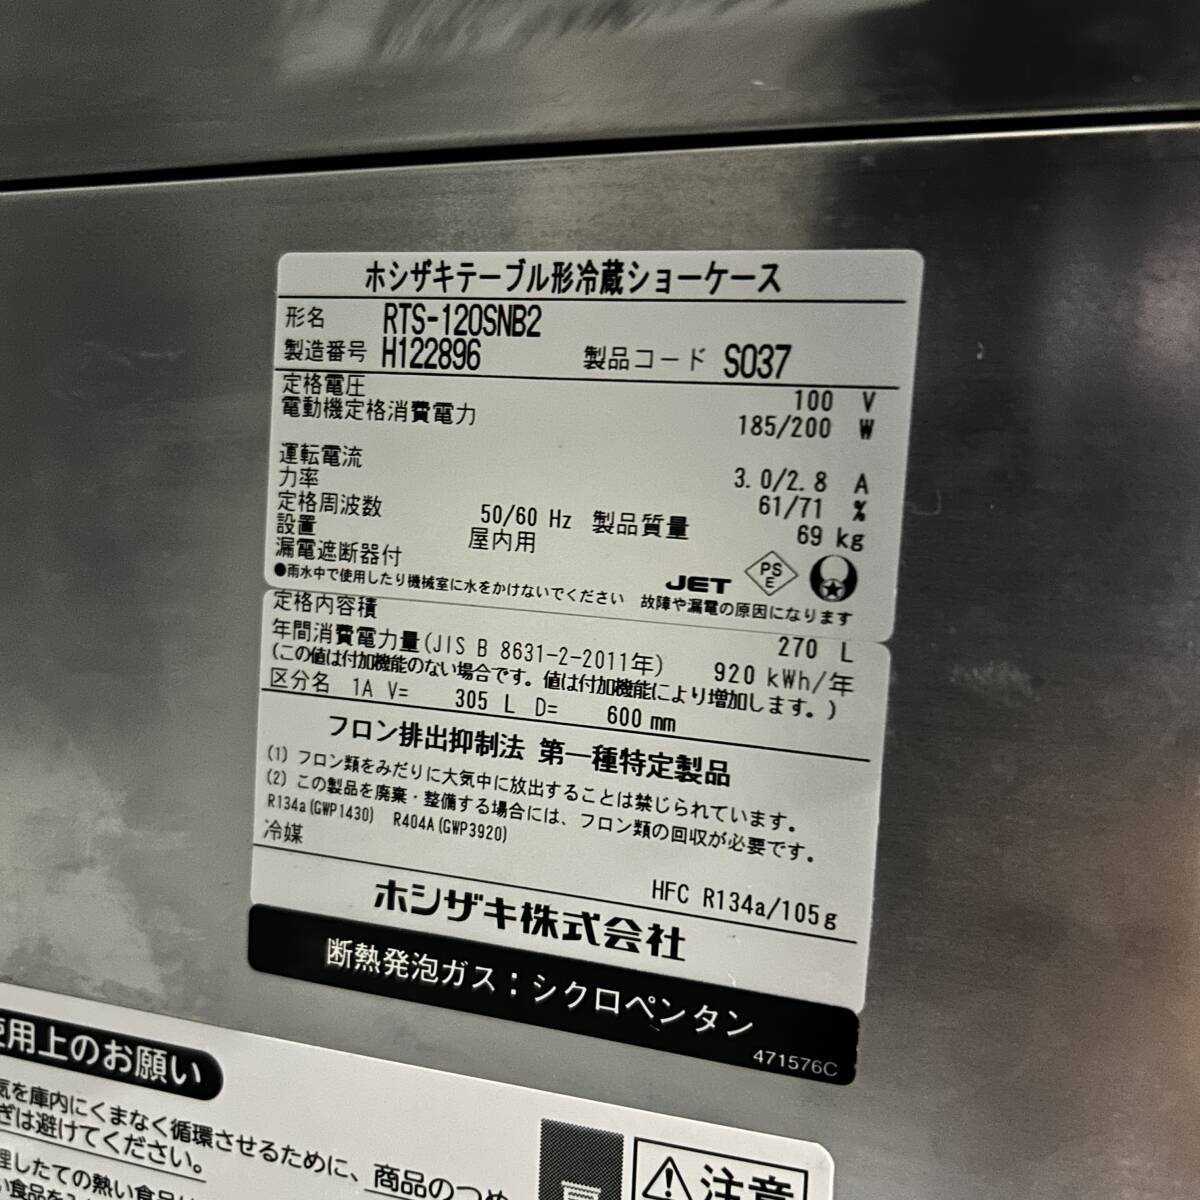 ホシザキテーブル形冷蔵ショーケース
形名 RTS-120SNB2
製造番号 H122896 製品コード S037
定格電圧 100 V
電動機定格消費電力 185/200 W
運転電流 3.0/2.8 A
力率 61/71 %
定格周波数 50/60 Hz 製品質量 69 kg
設置 屋内用
漏電遮断器付
JET PS E
●雨水中で使用したり機械室に水をかけないでください 故障や漏電の原因になります
定格内容積 270 L
年間消費電力量(JIS B 8631-2-2011年) 920 kWh/年
(この値は付加機能のない場合です。値は付加機能により増加します。)
区分名 1A V= 305 L D= 600 mm
フロン排出抑制法 第一種特定製品
(1) フロン類をみだりに大気中に放出することは禁じられています。
(2) この製品を廃棄・整備する場合には、フロン類の回収が必要です。
R134a(GWP1430) R404A(GWP3920)
冷媒 HFC R134a/105g
ホシザキ株式会社
断熱発泡ガス:シクロペンタン
471576C
使用上のお願い
気を庫内にくまなく循環させるために、商品のつめ
ぎは避けてください。
理したての熱い食品
注意